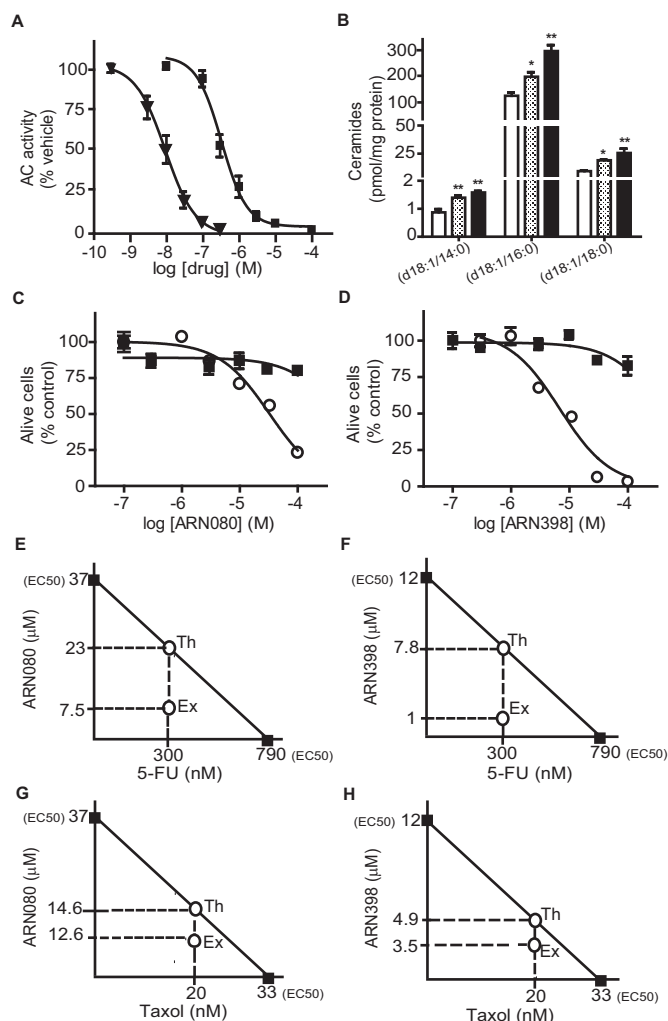 A
AC activity
(% vehicle)
100
75
50
25
0
-10 -9 -8 -7 -6 -5 -4
log [drug] (M)
B
Ceramides
(pmol/mg protein)
300
200
100
50
25
2
1
0
** **
* **
* **
(d18:1/14:0)
(d18:1/16:0)
(d18:1/18:0)
C
Alive cells
(% control)
100
75
50
25
0
-7 -6 -5 -4
log [ARN080] (M)
D
Alive cells
(% control)
100
75
50
25
0
-7 -6 -5 -4
log [ARN398] (M)
E
ARN080 (μM)
(EC50) 37
23
7.5
Th
Ex
300 790 (EC50)
5-FU (nM)
F
ARN398 (μM)
(EC50) 12
7.8
1
Th
Ex
300 790 (EC50)
5-FU (nM)
G
ARN080 (μM)
(EC50) 37
14.6
12.6
Th
Ex
20 33 (EC50)
Taxol (nM)
H
ARN398 (μM)
(EC50) 12
4.9
3.5
Th
Ex
20 33 (EC50)
Taxol (nM)